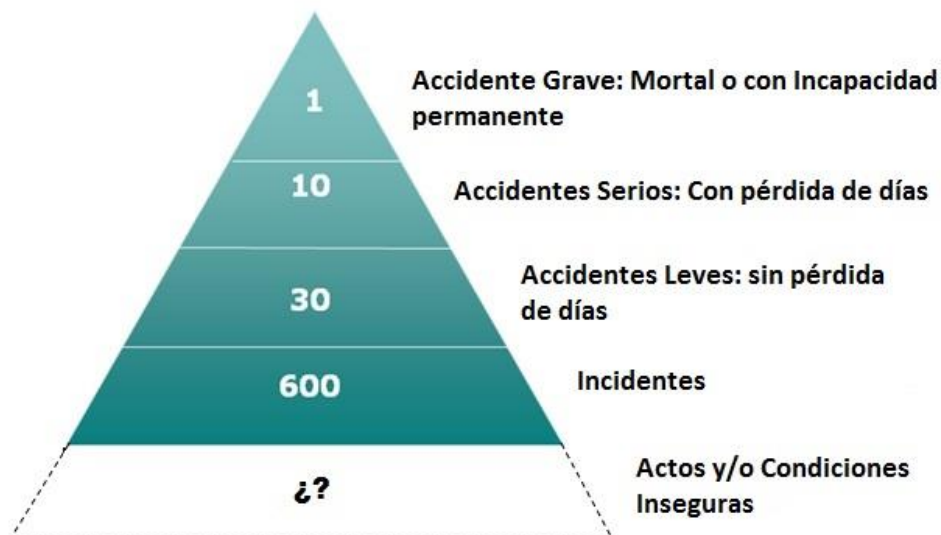 1
Accidente Grave: Mortal o con Incapacidad
permanente
10
Accidentes Serios: Con pérdida de días
30
Accidentes Leves: sin pérdida
de días
600
Incidentes
¿?
Actos y/o Condiciones
Inseguras